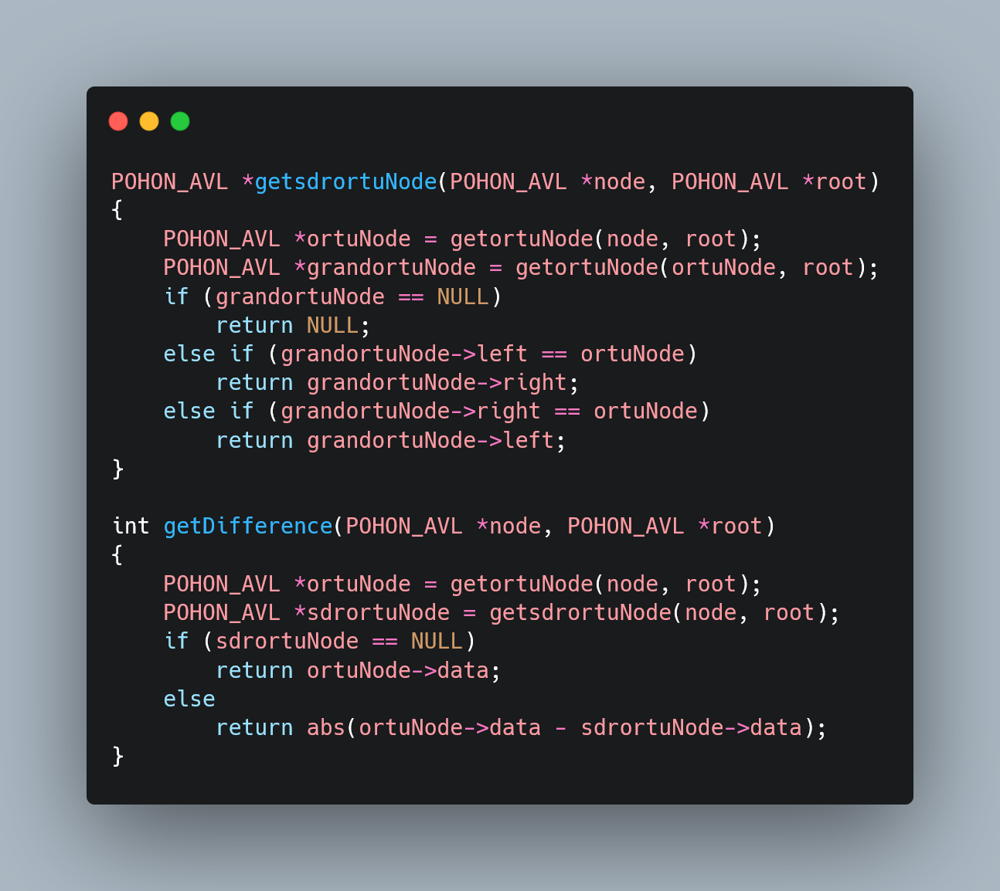 POHON_AVL *getsdrortuNode(POHON_AVL *node, POHON_AVL *root)
{
    POHON_AVL *ortuNode = getortuNode(node, root);
    POHON_AVL *grandortuNode = getortuNode(ortuNode, root);
    if (grandortuNode == NULL)
        return NULL;
    else if (grandortuNode->left == ortuNode)
        return grandortuNode->right;
    else if (grandortuNode->right == ortuNode)
        return grandortuNode->left;
}

int getDifference(POHON_AVL *node, POHON_AVL *root)
{
    POHON_AVL *ortuNode = getortuNode(node, root);
    POHON_AVL *sdrortuNode = getsdrortuNode(node, root);
    if (sdrortuNode == NULL)
        return ortuNode->data;
    else
        return abs(ortuNode->data - sdrortuNode->data);
}